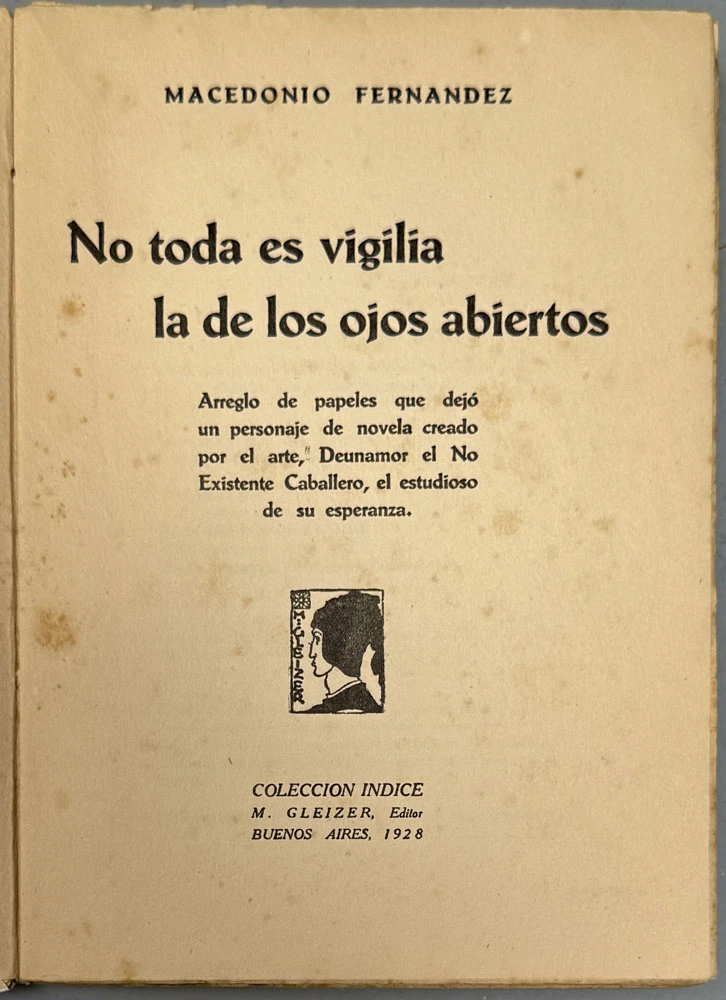 MACEDONIO FERNANDEZ
No toda es vigilia
la de los ojos abiertos
Arreglo de papeles que dejó
un personaje de novela creado
por el arte, Deunamor el No
Existente Caballero, el estudioso
de su esperanza.
M. GLEIZER
COLECCION INDICE
M. GLEIZER, Editor
BUENOS AIRES, 1928